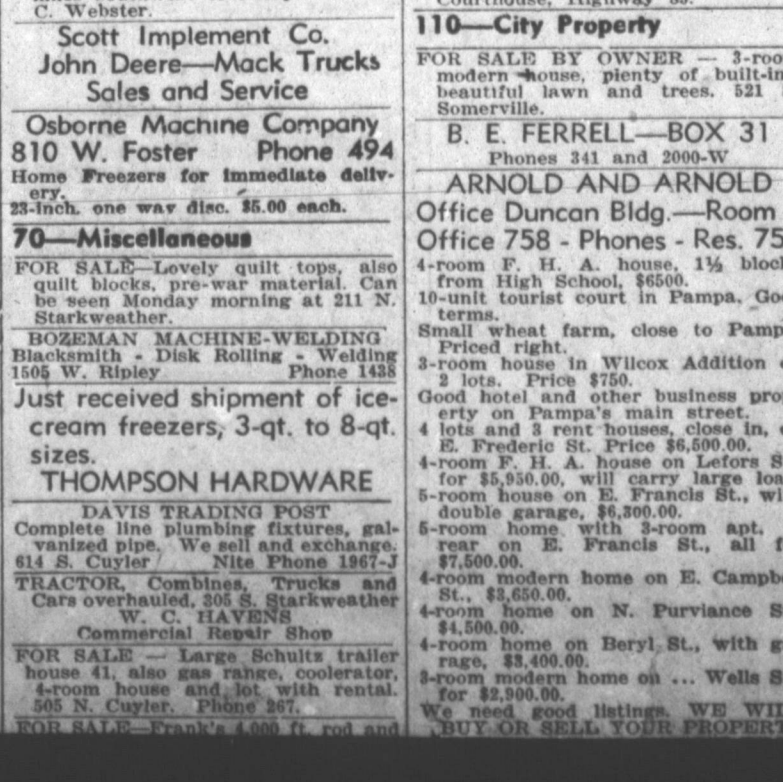 C. Webster.
Scott Implement Co.
John Deere—Mack Trucks
Sales and Service
Osborne Machine Company
810 W. Foster Phone 494
Home Freezers for immediate deliv-
ery.
23-inch. one way disc. $5.00 each.
70—Miscellaneous
FOR SALE—Lovely quilt tops, also
quilt blocks, pre-war material. Can
be seen Monday morning at 211 N.
Starkweather.
BOZEMAN MACHINE-WELDING
Blacksmith - Disk Rolling - Welding
1505 W. Ripley Phone 1438
Just received shipment of ice-
cream freezers, 3-qt. to 8-qt.
sizes.
THOMPSON HARDWARE
DAVIS TRADING POST
Complete line plumbing fixtures, gal-
vanized pipe. We sell and exchange.
614 S. Cuyler Nite Phone 1967-J
TRACTOR, Combines, Trucks and
Cars overhauled, 305 S. Starkweather
W. C. HAVENS
Commercial Repair Shop
FOR SALE — Large Schultz trailer
house 41, also gas range, coolerator,
4-room house and lot with rental.
505 N. Cuyler. Phone 267.
FOR SALE—Frank's 4,000 ft. rod and
Courthouse, Highway
110—City Property
FOR SALE BY OWNER — 3-roo
modern house, plenty of built-in
beautiful lawn and trees. 521
Somerville.
B. E. FERRELL—BOX 31
Phones 341 and 2000-W
ARNOLD AND ARNOLD
Office Duncan Bldg.—Room
Office 758 - Phones - Res. 75
4-room F. H. A. house, 1½ bloc
from High School, $6500.
10-unit tourist court in Pampa. Go
terms.
Small wheat farm, close to Pamp
Priced right.
3-room house in Wilcox Addition
2 lots. Price $750.
Good hotel and other business pro
erty on Pampa's main street.
4 lots and 3 rent houses, close in,
E. Frederic St. Price $6,500.00.
4-room F. H. A. house on Lefors S
for $5,950.00, will carry large loa
5-room house on E. Francis St., wi
double garage, $6,300.00.
5-room home with 3-room apt.
rear on E. Francis St., all f
$7,500.00.
4-room modern home on E. Campb
St., $3,650.00.
4-room home on N. Purviance S
$4,500.00.
4-room home on Beryl St., with g
rage, $3,400.00.
3-room modern home on ... Wells S
for $2,900.00.
We need good listings. WE WIL
BUY OR SELL YOUR PROPERT